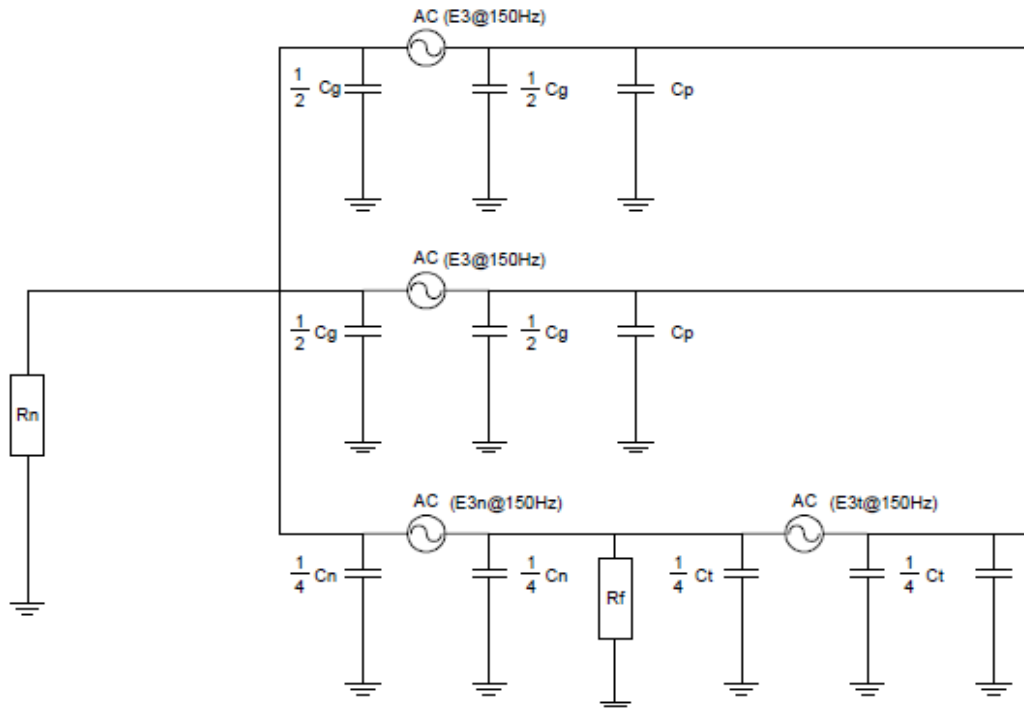 AC (E3@150Hz)
1/2 Cg 1/2 Cg Cp
AC (E3@150Hz)
1/2 Cg 1/2 Cg Cp
Rn
AC (E3n@150Hz) AC (E3t@150Hz)
1/4 Cn 1/4 Cn Rf 1/4 Ct 1/4 Ct